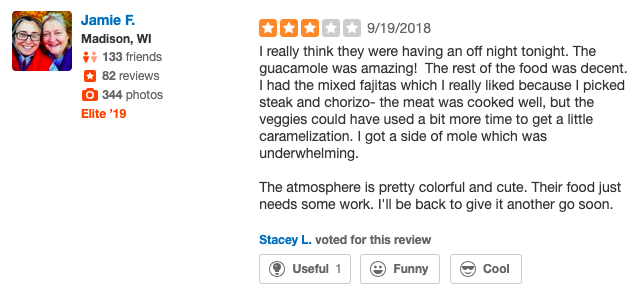 Jamie F.
Madison, WI
133 friends
82 reviews
344 photos
Elite '19
9/19/2018
I really think they were having an off night tonight. The
guacamole was amazing!  The rest of the food was decent.
I had the mixed fajitas which I really liked because I picked
steak and chorizo- the meat was cooked well, but the
veggies could have used a bit more time to get a little
caramelization. I got a side of mole which was
underwhelming.
The atmosphere is pretty colorful and cute. Their food just
needs some work. I'll be back to give it another go soon.
Stacey L. voted for this review
Useful 1 Funny Cool